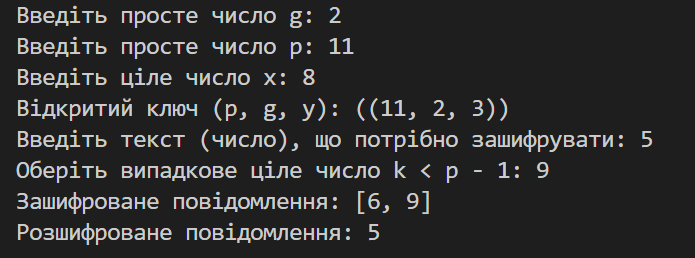 Введіть просте число g: 2
Введіть просте число p: 11
Введіть ціле число x: 8
Відкритий ключ (p, g, y): ((11, 2, 3))
Введіть текст (число), що потрібно зашифрувати: 5
Оберіть випадкове ціле число k < p - 1: 9
Зашифроване повідомлення: [6, 9]
Розшифроване повідомлення: 5